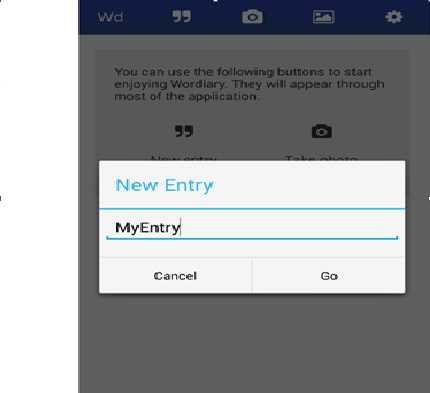 Wd
You can use the following buttons to start
enjoying Wordiary. They will appear through
most of the application.
New entry Take photo
New Entry
MyEntry
Cancel Go